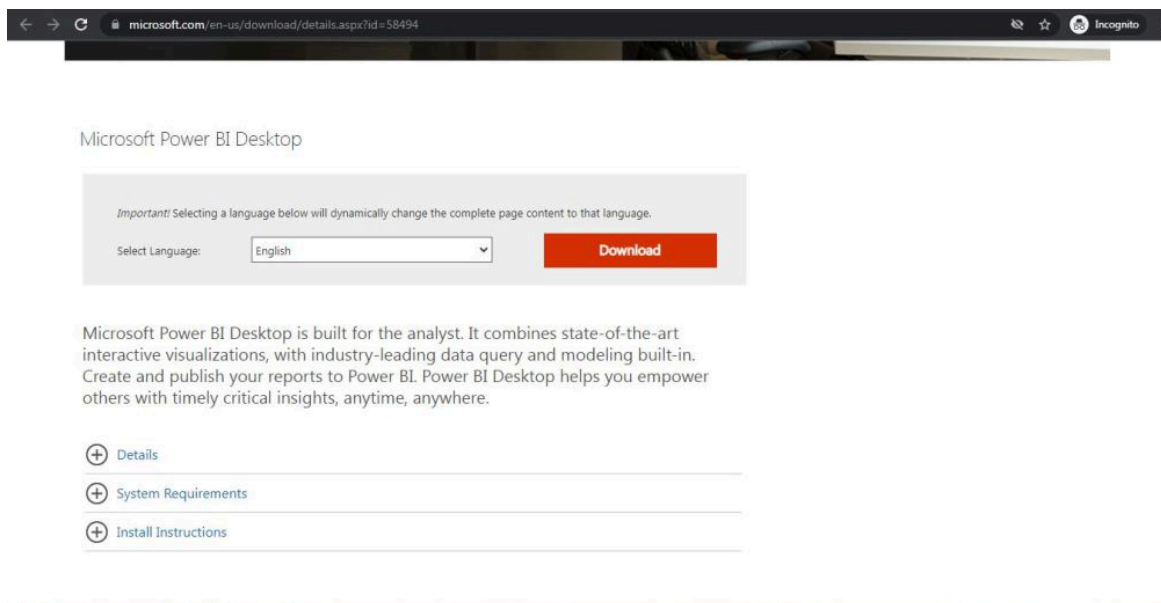 microsoft.com/en-us/download/details.aspx?id=58494
Incognito
Microsoft Power BI Desktop
Important! Selecting a language below will dynamically change the complete page content to that language.
Select Language:
English
Download
Microsoft Power BI Desktop is built for the analyst. It combines state-of-the-art
interactive visualizations, with industry-leading data query and modeling built-in.
Create and publish your reports to Power BI. Power BI Desktop helps you empower
others with timely critical insights, anytime, anywhere.
Details
System Requirements
Install Instructions